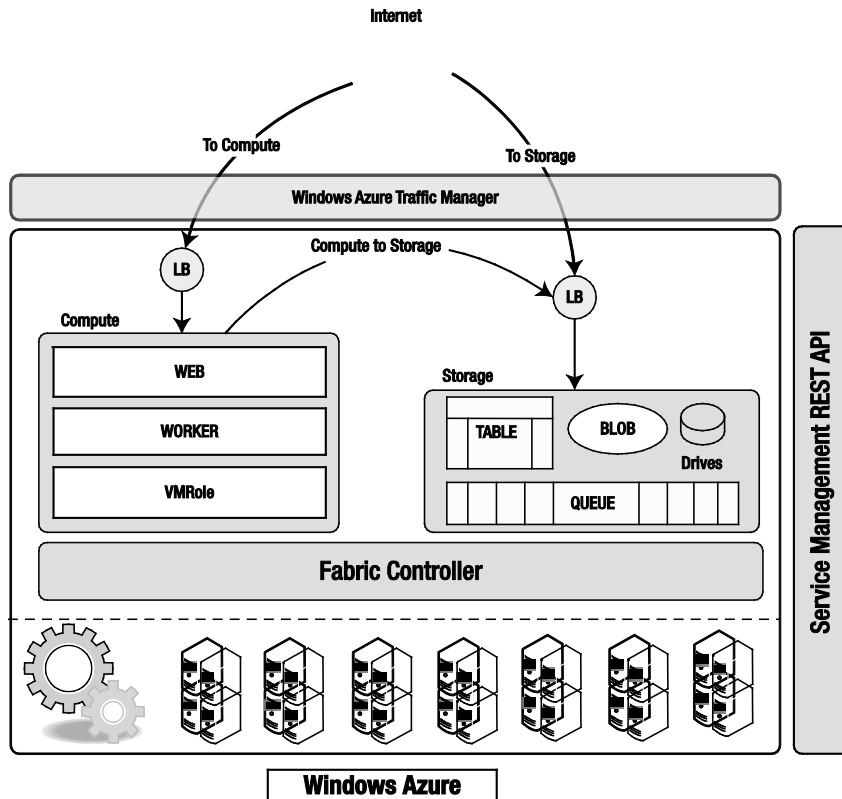 Internet
To Compute
To Storage
Windows Azure Traffic Manager
Compute to Storage
LB
LB
Compute
WEB
WORKER
VMRole
Storage
TABLE
BLOB
Drives
QUEUE
Fabric Controller
Service Management REST API
Windows Azure